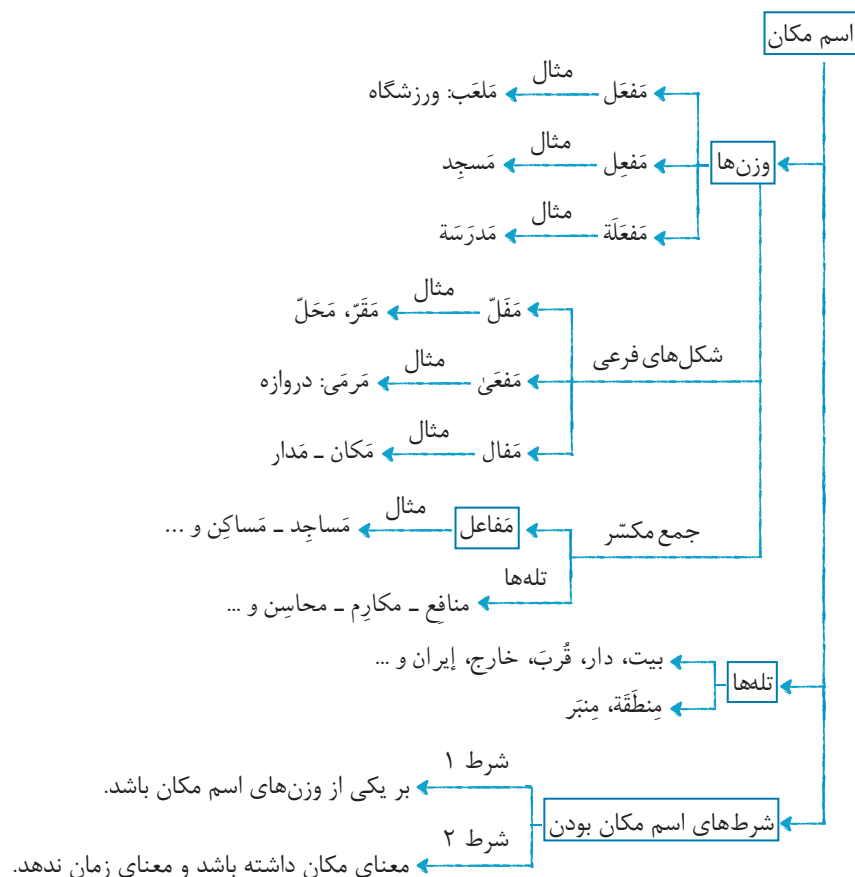 اسم مکان
وزن‌ها
مَفعَل مثال مَلعَب: ورزشگاه
مَفعِل مثال مَسجِد
مَفعَلَة مثال مَدرَسَة
شکل‌های فرعی
مَفَلّ مثال مَقَرّ، مَحَلّ
مَفعَیٰ مثال مَرمَی: دروازه
مَفال مثال مَکان ـ مَدار
جمع مکسّر
مَفاعل مثال مَساجِد ـ مَساکِن و ...
تله‌ها منافِع ـ مکارِم ـ محاسِن و ...
تله‌ها
بیت، دار، قُربَ، خارج، إیران و ...
مِنطَقَة، مِنبَر
شرط‌های اسم مکان بودن
شرط ۱ بر یکی از وزن‌های اسم مکان باشد.
شرط ۲ معنای مکان داشته باشد و معنای زمان ندهد.